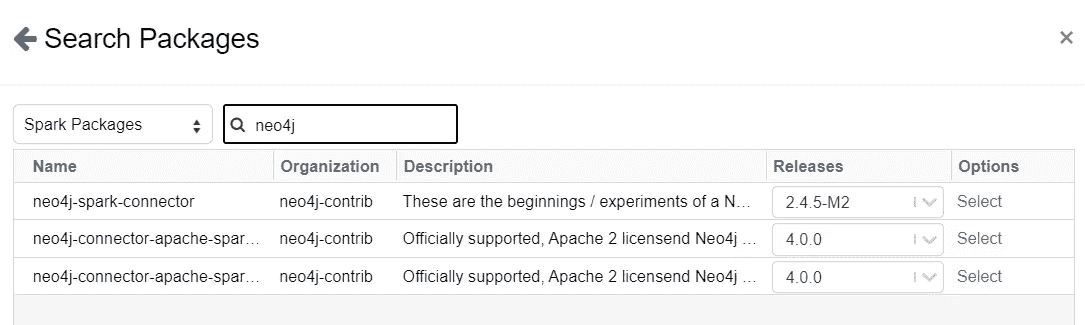 Search Packages
Spark Packages neo4j
Name Organization Description Releases Options
neo4j-spark-connector neo4j-contrib These are the beginnings / experiments of a N... 2.4.5-M2 Select
neo4j-connector-apache-spar... neo4j-contrib Officially supported, Apache 2 licensend Neo4j ... 4.0.0 Select
neo4j-connector-apache-spar... neo4j-contrib Officially supported, Apache 2 licensend Neo4j ... 4.0.0 Select